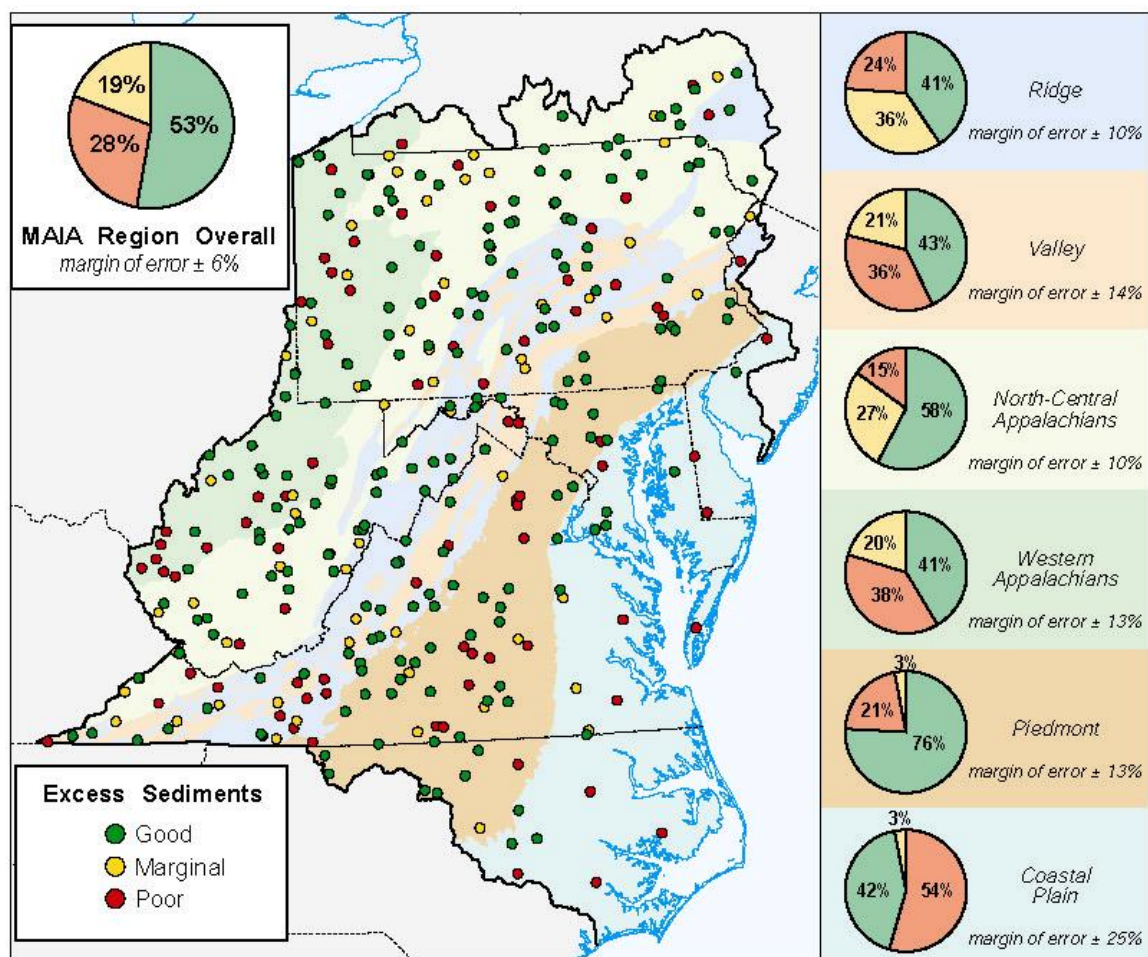 19%
53%
28%
MAIA Region Overall
margin of error ± 6%
Excess Sediments
Good
Marginal
Poor
24%
41%
36%
Ridge
margin of error ± 10%
21%
43%
36%
Valley
margin of error ± 14%
15%
27%
58%
North-Central
Appalachians
margin of error ± 10%
20%
41%
38%
Western
Appalachians
margin of error ± 13%
3%
21%
76%
Piedmont
margin of error ± 13%
3%
42%
54%
Coastal
Plain
margin of error ± 25%